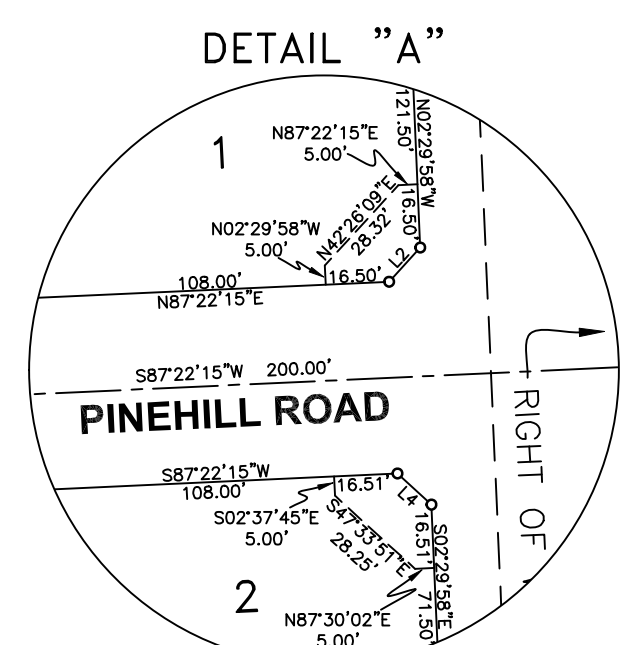 DETAIL "A"
1
N87°22'15"E
5.00'
121.50'
N02°29'58"W
16.50'
N42°26'09"E
28.32'
N02°29'58"W
5.00'
L2
16.50'
108.00'
N87°22'15"E
S87°22'15"W 200.00'
PINEHILL ROAD
RIGHT OF
S87°22'15"W
108.00'
16.51'
L4
S02°37'45"E
5.00'
S47°33'51"E
28.25'
16.51'
S02°29'58"E
71.50'
2
N87°30'02"E
5.00'